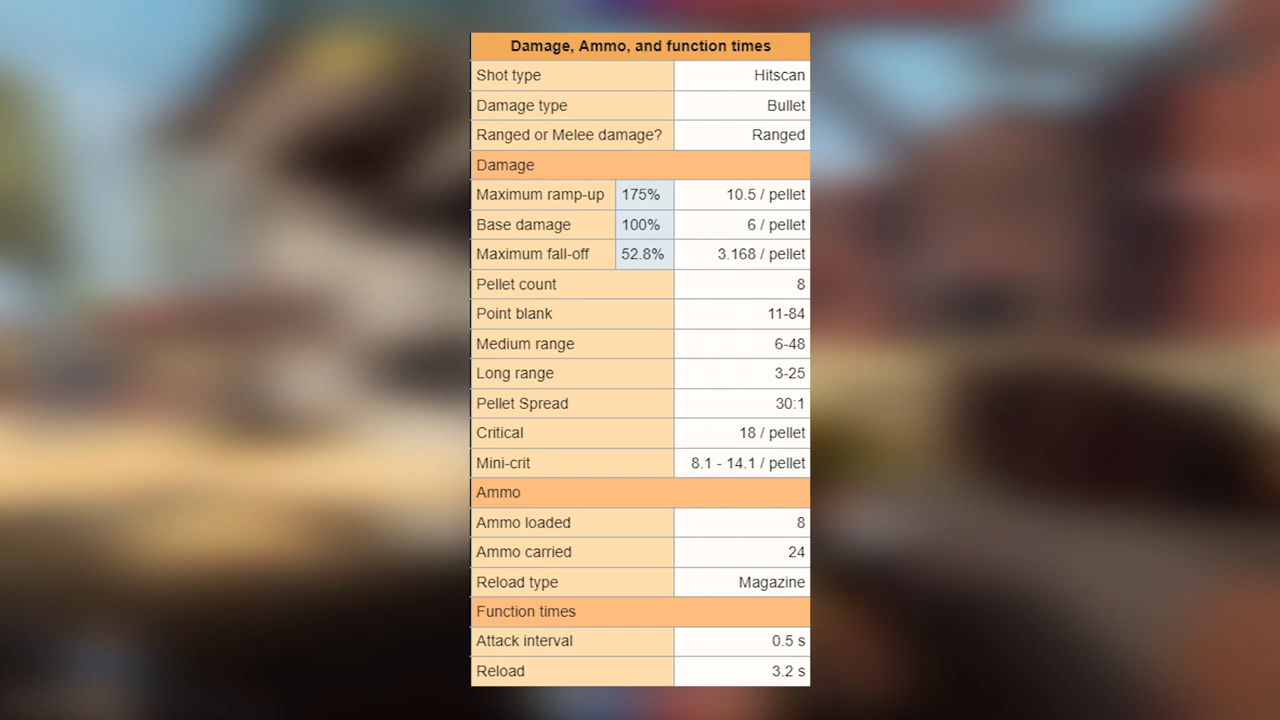 Damage, Ammo, and function times
Shot type Hitscan
Damage type Bullet
Ranged or Melee damage? Ranged
Damage
Maximum ramp-up 175% 10.5 / pellet
Base damage 100% 6 / pellet
Maximum fall-off 52.8% 3.168 / pellet
Pellet count 8
Point blank 11-84
Medium range 6-48
Long range 3-25
Pellet Spread 30:1
Critical 18 / pellet
Mini-crit 8.1 - 14.1 / pellet
Ammo
Ammo loaded 8
Ammo carried 24
Reload type Magazine
Function times
Attack interval 0.5 s
Reload 3.2 s